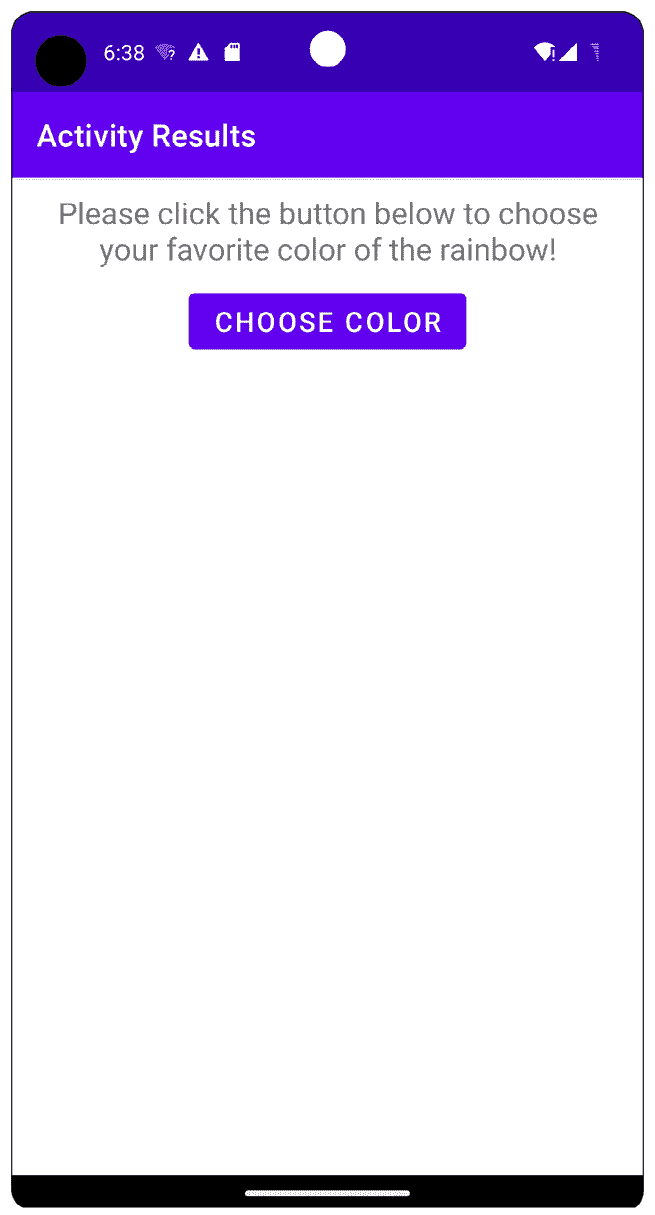 6:38
Activity Results
Please click the button below to choose
your favorite color of the rainbow!
CHOOSE COLOR